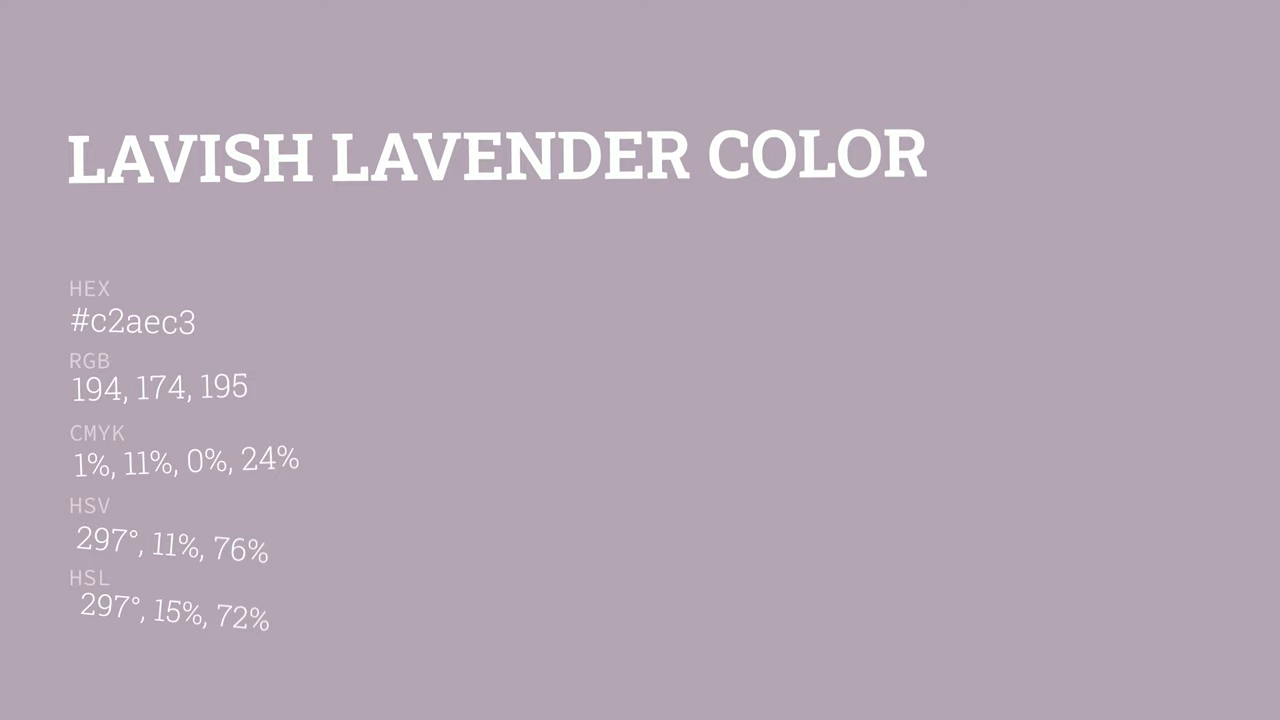 LAVISH LAVENDER COLOR
HEX
#c2aec3
RGB
194, 174, 195
CMYK
1%, 11%, 0%, 24%
HSV
297°, 11%, 76%
HSL
297°, 15%, 72%